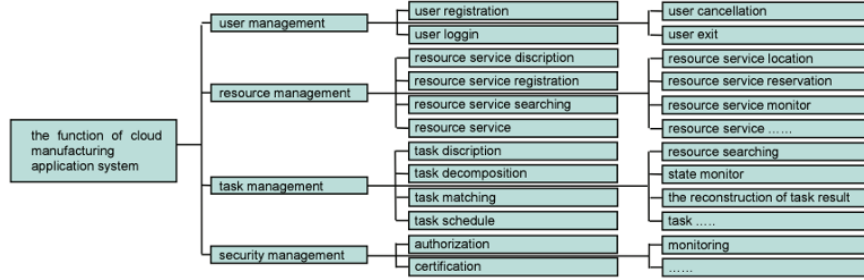 the function of cloud
manufacturing
application system
user management
resource management
task management
security management
user registration
user loggin
resource service discription
resource service registration
resource service searching
resource service
task discription
task decomposition
task matching
task schedule
authorization
certification
user cancellation
user exit
resource service location
resource service reservation
resource service monitor
resource service ……
resource searching
state monitor
the reconstruction of task result
task …..
monitoring
……